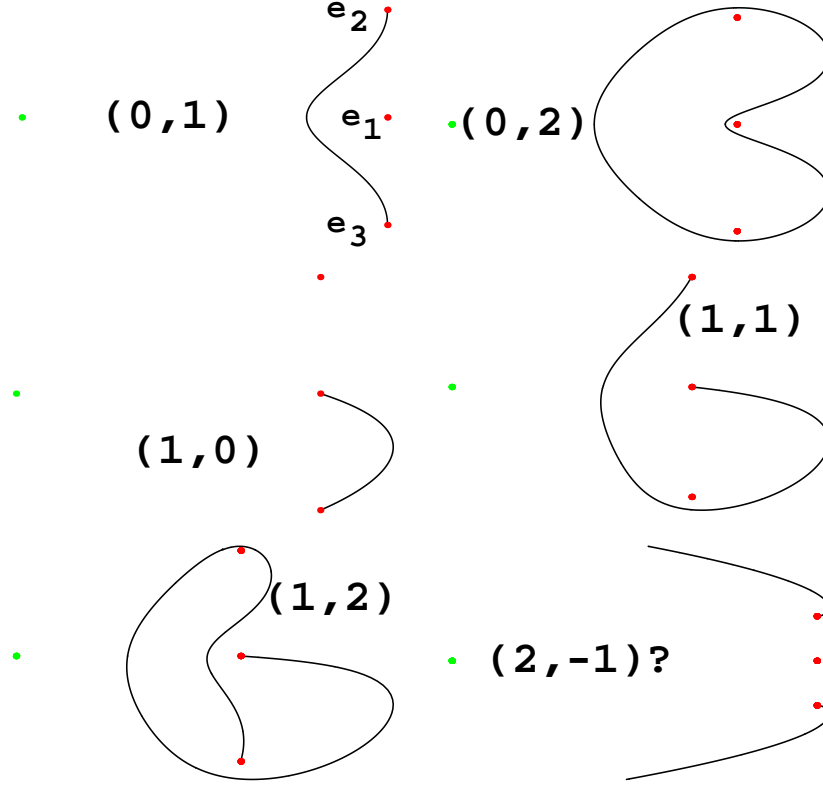 e2
(0,1)
e1
e3
(0,2)
(1,0)
(1,1)
(1,2)
(2,-1)?